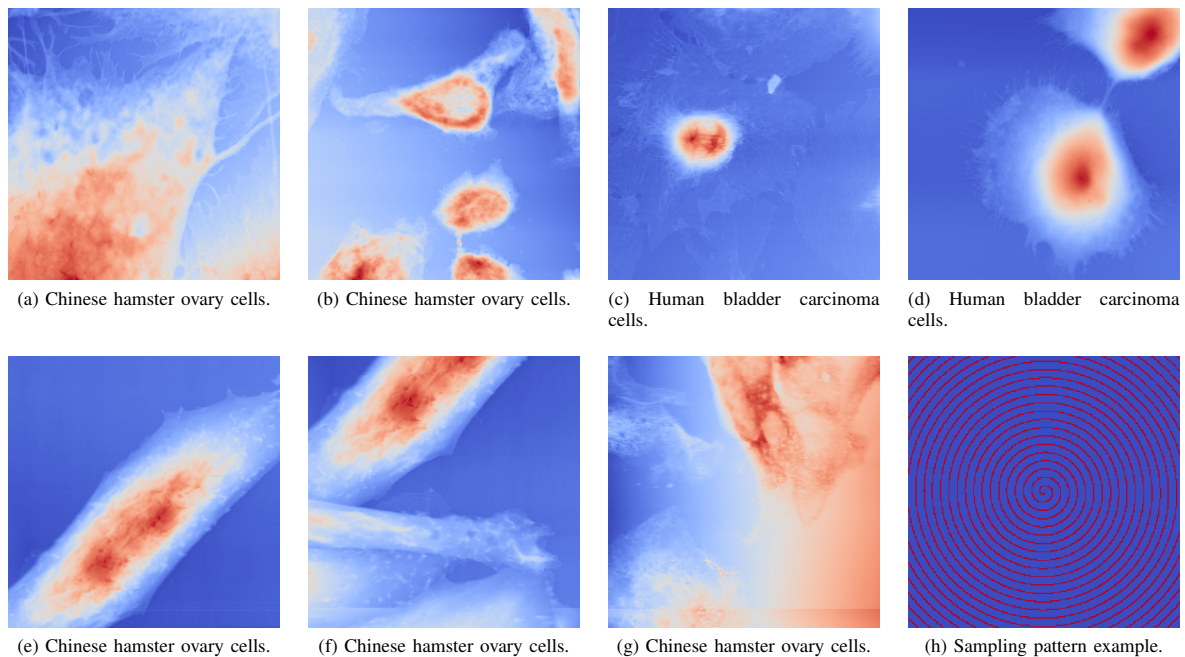 (a) Chinese hamster ovary cells.
(b) Chinese hamster ovary cells.
(c) Human bladder carcinoma
cells.
(d) Human bladder carcinoma
cells.
(e) Chinese hamster ovary cells.
(f) Chinese hamster ovary cells.
(g) Chinese hamster ovary cells.
(h) Sampling pattern example.